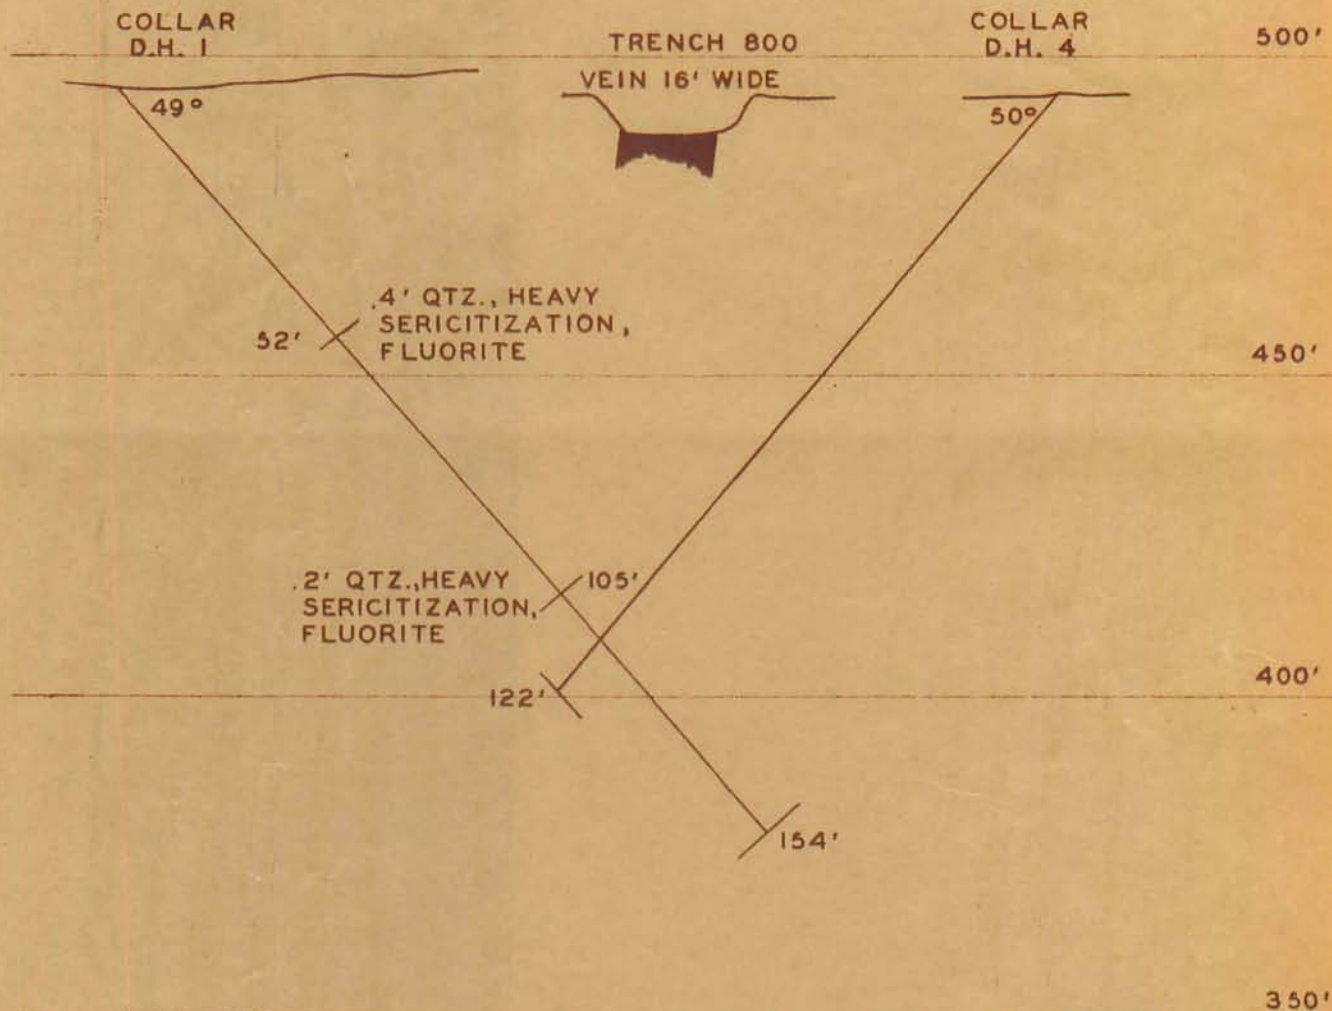 COLLAR
D.H. 1
TRENCH 800
VEIN 16' WIDE
COLLAR
D.H. 4
500'
49°
50°
.4' QTZ., HEAVY
SERICITIZATION,
FLUORITE
52'
450'
.2' QTZ., HEAVY
SERICITIZATION,
FLUORITE
105'
122'
400'
154'
350'